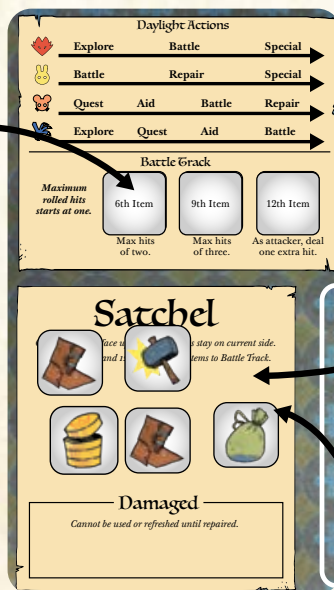 Daylight Actions
Explore Battle Special
Battle Repair Special
Quest Aid Battle Repair
Explore Quest Aid Battle
Battle Track
Maximum
rolled hits
starts at one.
6th Item 9th Item 12th Item
Max hits
of two.
Max hits
of three.
As attacker, deal
one extra hit.
Satchel
stay on current side.
to Battle Track.
Damaged
Cannot be used or refreshed until repaired.